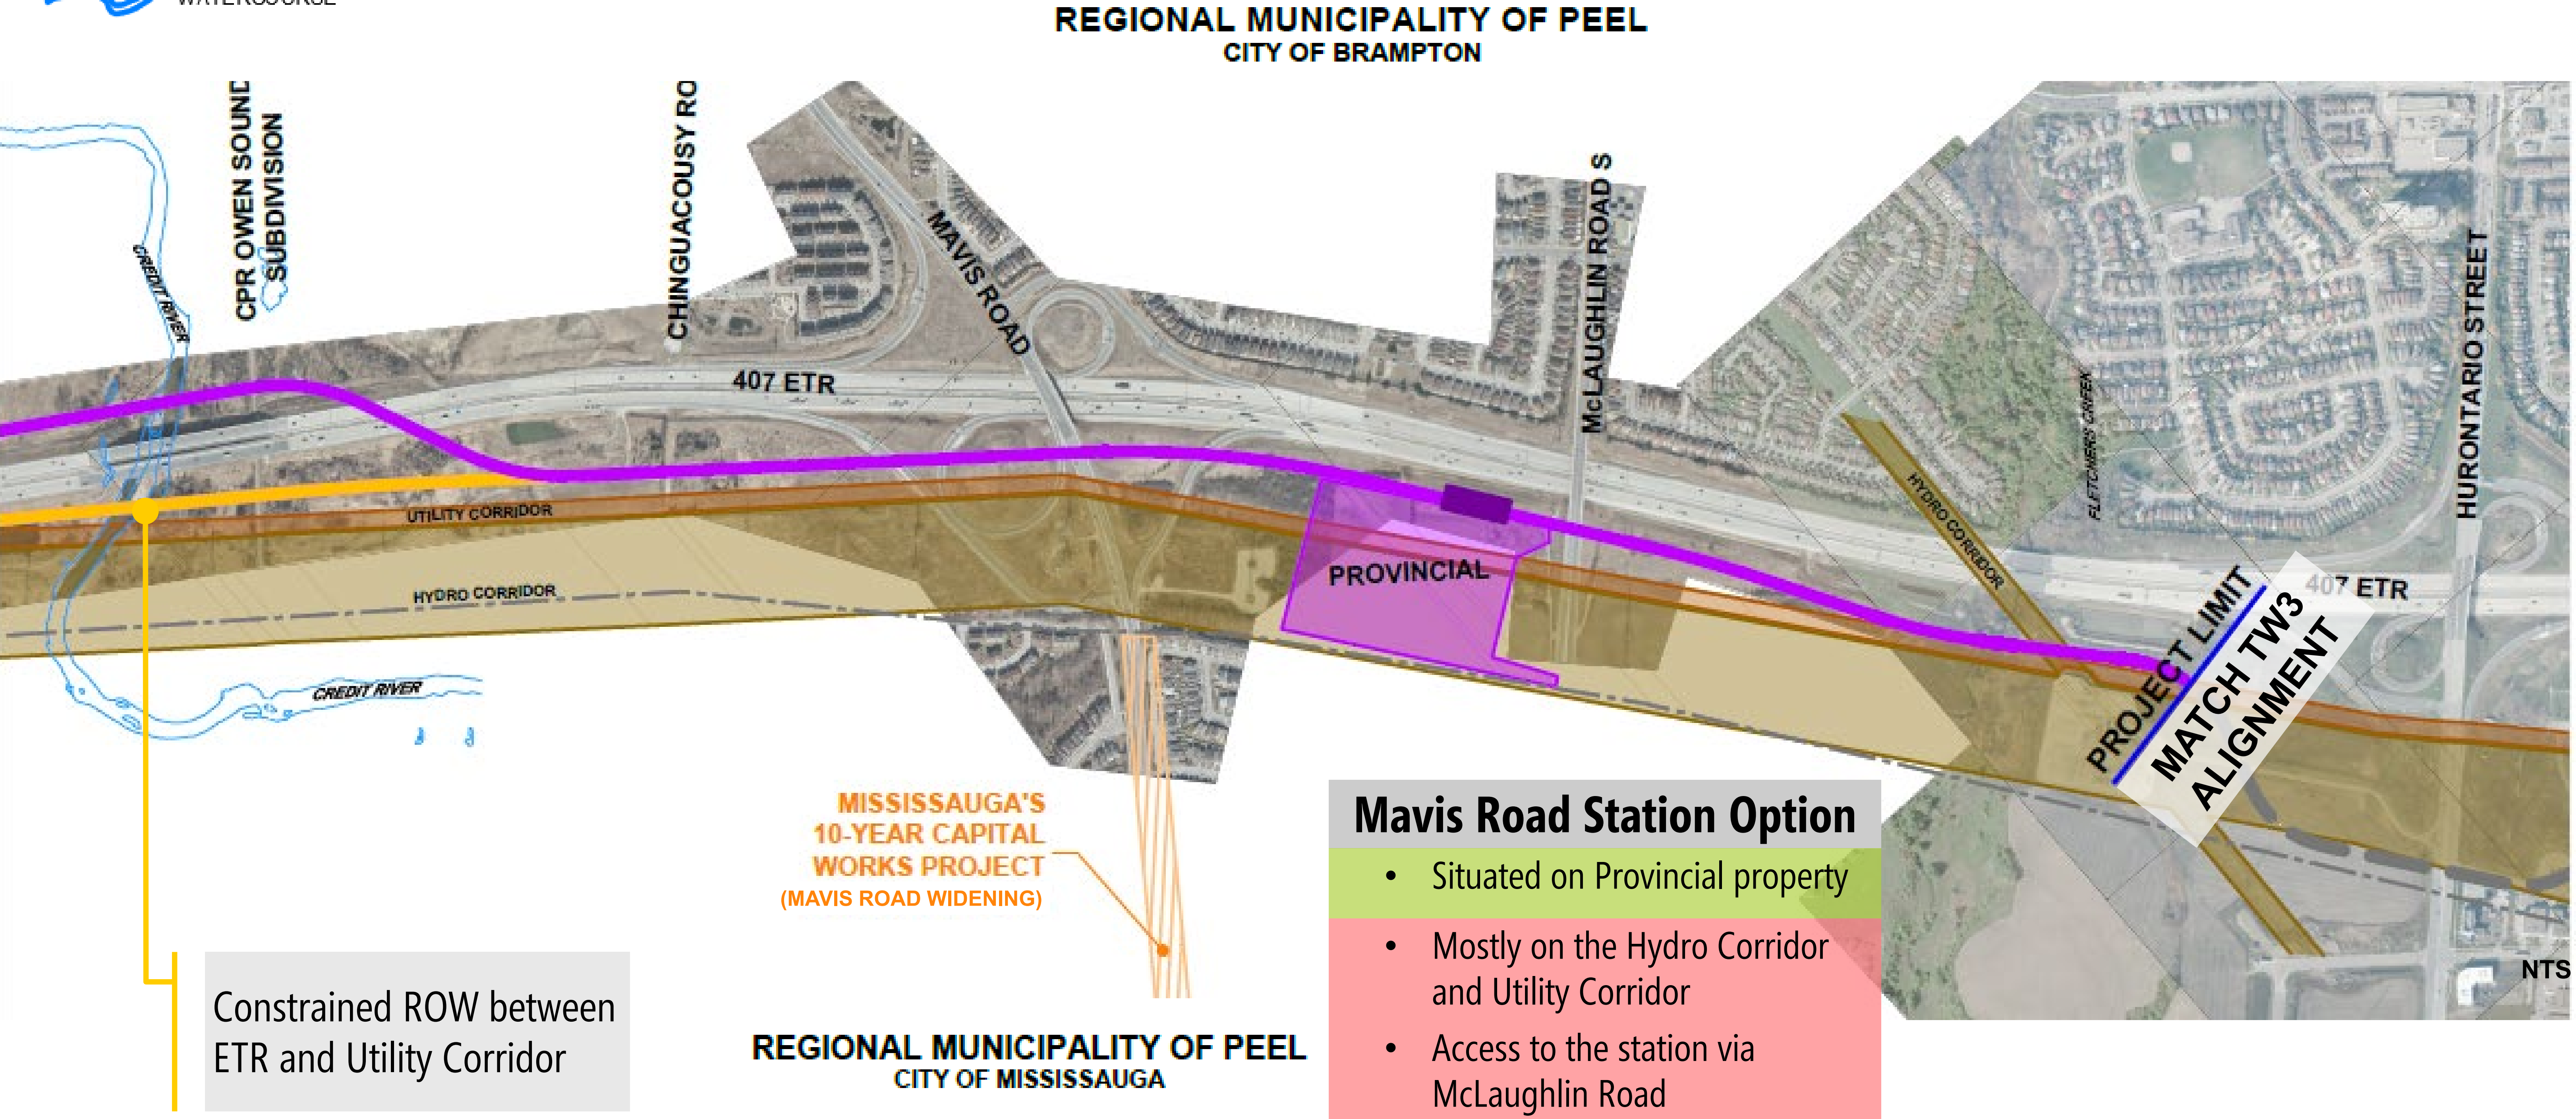 WATERCOURSE
REGIONAL MUNICIPALITY OF PEEL
CITY OF BRAMPTON
CPR OWEN SOUND
SUBDIVISION
CHINGUACOUSY RO
MAVIS ROAD
McLAUGHLIN ROAD S
HURONTARIO STREET
CREDIT RIVER
407 ETR
FLETCHERS CREEK
HYDRO CORRIDOR
UTILITY CORRIDOR
HYDRO CORRIDOR
PROVINCIAL
407 ETR
PROJECT LIMIT
MATCH TW3
ALIGNMENT
CREDIT RIVER
MISSISSAUGA'S
10-YEAR CAPITAL
WORKS PROJECT
(MAVIS ROAD WIDENING)
Mavis Road Station Option
• Situated on Provincial property
• Mostly on the Hydro Corridor
and Utility Corridor
• Access to the station via
McLaughlin Road
NTS
Constrained ROW between
ETR and Utility Corridor
REGIONAL MUNICIPALITY OF PEEL
CITY OF MISSISSAUGA